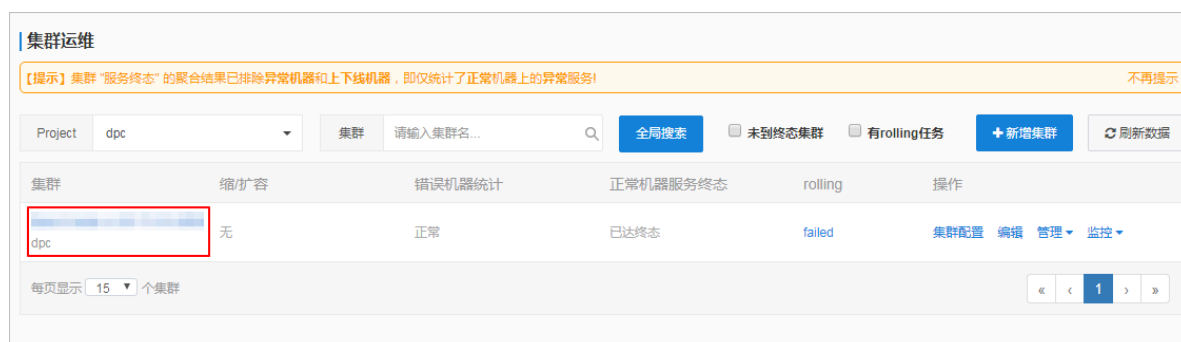 集群运维
【提示】集群 "服务终态" 的聚合结果已排除异常机器和上下线机器，即仅统计了正常机器上的异常服务! 不再提示
Project dpc 集群 请输入集群名... 全局搜索 未到终态集群 有rolling任务 新增集群 刷新数据
集群 缩/扩容 错误机器统计 正常机器服务终态 rolling 操作
无 正常 已达终态 failed 集群配置 编辑 管理 监控
dpc
每页显示 15 个集群 « ‹ 1 › »